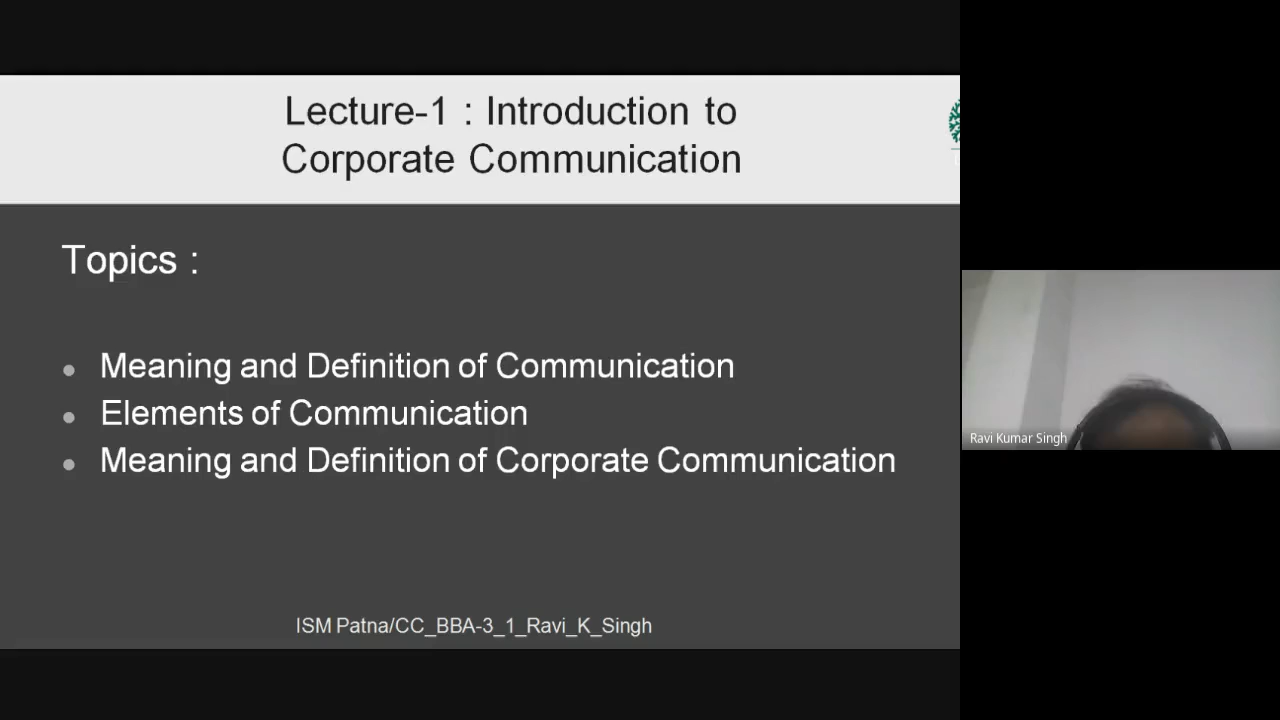 Lecture-1 : Introduction to
Corporate Communication
Topics :
● Meaning and Definition of Communication
● Elements of Communication
● Meaning and Definition of Corporate Communication
ISM Patna/CC_BBA-3_1_Ravi_K_Singh
Ravi Kumar Singh